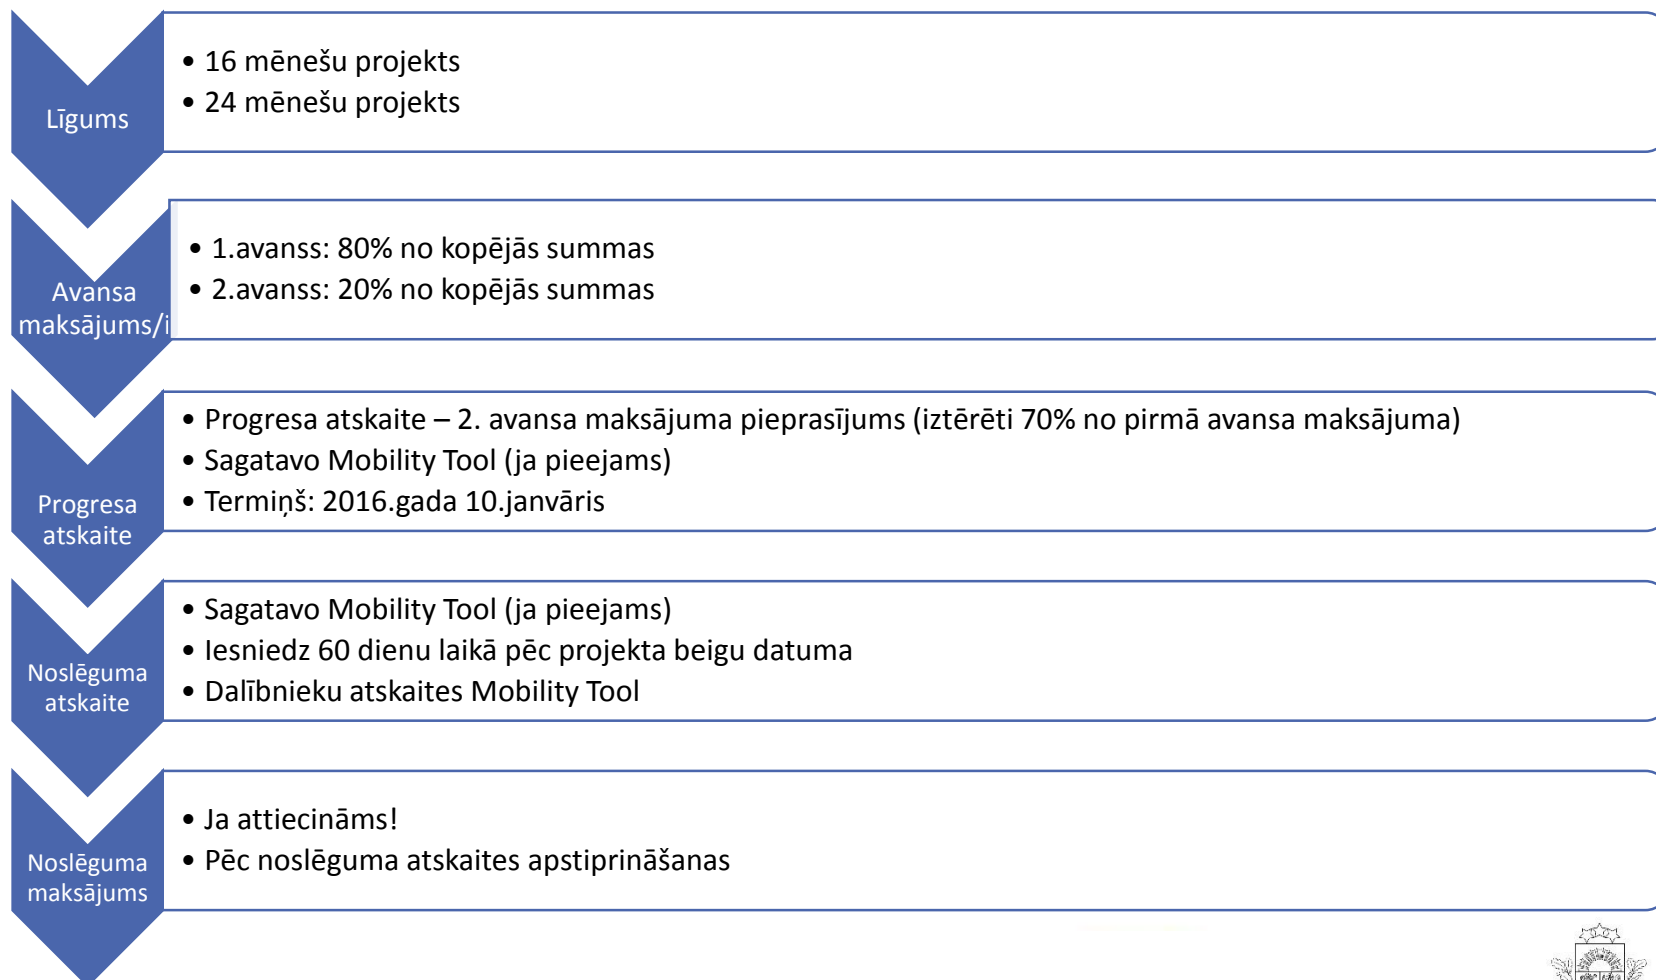 Līgums
• 16 mēnešu projekts
• 24 mēnešu projekts
Avansa
maksājums/i
• 1.avanss: 80% no kopējās summas
• 2.avanss: 20% no kopējās summas
Progresa
atskaite
• Progresa atskaite – 2. avansa maksājuma pieprasījums (iztērēti 70% no pirmā avansa maksājuma)
• Sagatavo Mobility Tool (ja pieejams)
• Termiņš: 2016.gada 10.janvāris
Noslēguma
atskaite
• Sagatavo Mobility Tool (ja pieejams)
• Iesniedz 60 dienu laikā pēc projekta beigu datuma
• Dalībnieku atskaites Mobility Tool
Noslēguma
maksājums
• Ja attiecināms!
• Pēc noslēguma atskaites apstiprināšanas